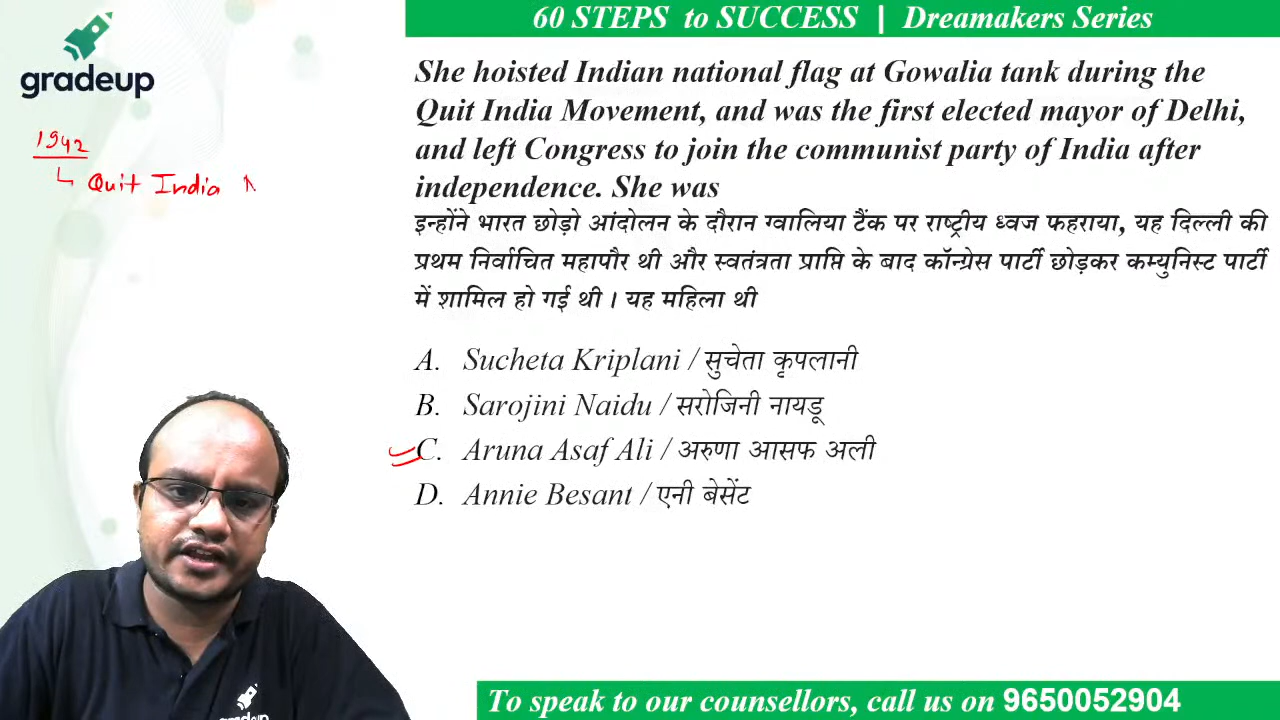 60 STEPS to SUCCESS | Dreamakers Series
gradeup
She hoisted Indian national flag at Gowalia tank during the
Quit India Movement, and was the first elected mayor of Delhi,
and left Congress to join the communist party of India after
independence. She was
इन्होंने भारत छोड़ो आंदोलन के दौरान ग्वालिया टैंक पर राष्ट्रीय ध्वज फहराया, यह दिल्ली की
प्रथम निर्वाचित महापौर थी और स्वतंत्रता प्राप्ति के बाद कॉन्ग्रेस पार्टी छोड़कर कम्युनिस्ट पार्टी
में शामिल हो गई थी । यह महिला थी
1942
Quit India
A. Sucheta Kriplani / सुचेता कृपलानी
B. Sarojini Naidu / सरोजिनी नायडू
C. Aruna Asaf Ali / अरुणा आसफ अली
D. Annie Besant / एनी बेसेंट
gradeup
To speak to our counsellors, call us on 9650052904